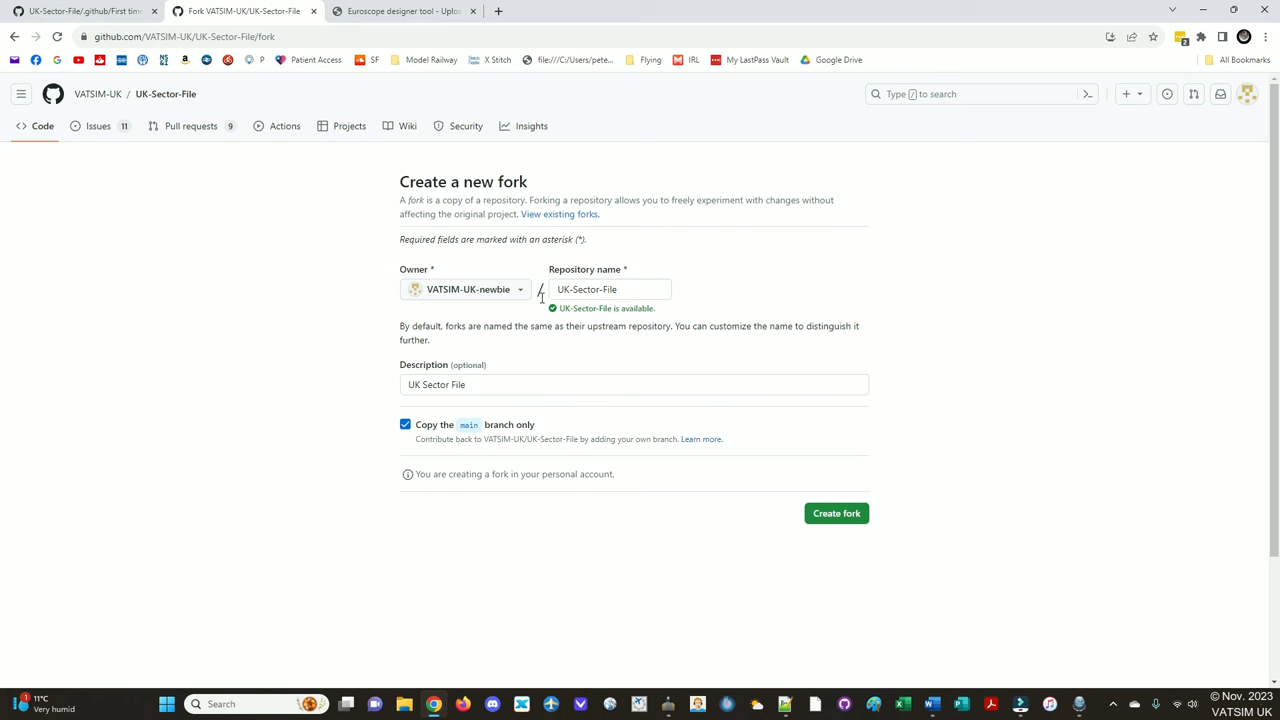 UK-Sector-File/.github/First time
Fork VATSIM-UK/UK-Sector-File
Euroscope designer tool - Uploa
github.com/VATSIM-UK/UK-Sector-File/fork
P
Patient Access
SF
Model Railway
X Stitch
file:///C:/Users/pete...
Flying
IRL
My LastPass Vault
Google Drive
All Bookmarks
VATSIM-UK / UK-Sector-File
Type / to search
Code
Issues 11
Pull requests 9
Actions
Projects
Wiki
Security
Insights
Create a new fork
A fork is a copy of a repository. Forking a repository allows you to freely experiment with changes without
affecting the original project. View existing forks.
Required fields are marked with an asterisk (*).
Owner *
Repository name *
VATSIM-UK-newbie
/
UK-Sector-File
UK-Sector-File is available.
By default, forks are named the same as their upstream repository. You can customize the name to distinguish it
further.
Description (optional)
UK Sector File
Copy the main branch only
Contribute back to VATSIM-UK/UK-Sector-File by adding your own branch. Learn more.
You are creating a fork in your personal account.
Create fork
1
11°C
Very humid
Search
© Nov. 2023
VATSIM UK